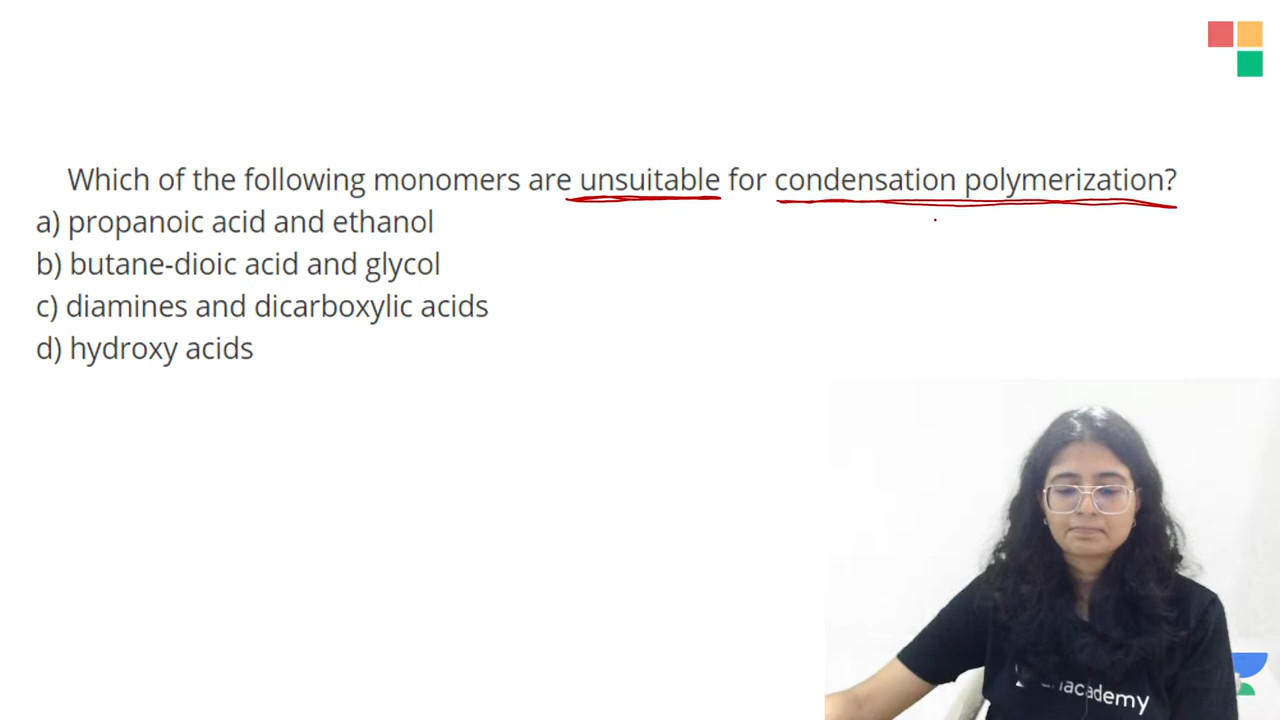 Which of the following monomers are unsuitable for condensation polymerization?
a) propanoic acid and ethanol
b) butane-dioic acid and glycol
c) diamines and dicarboxylic acids
d) hydroxy acids